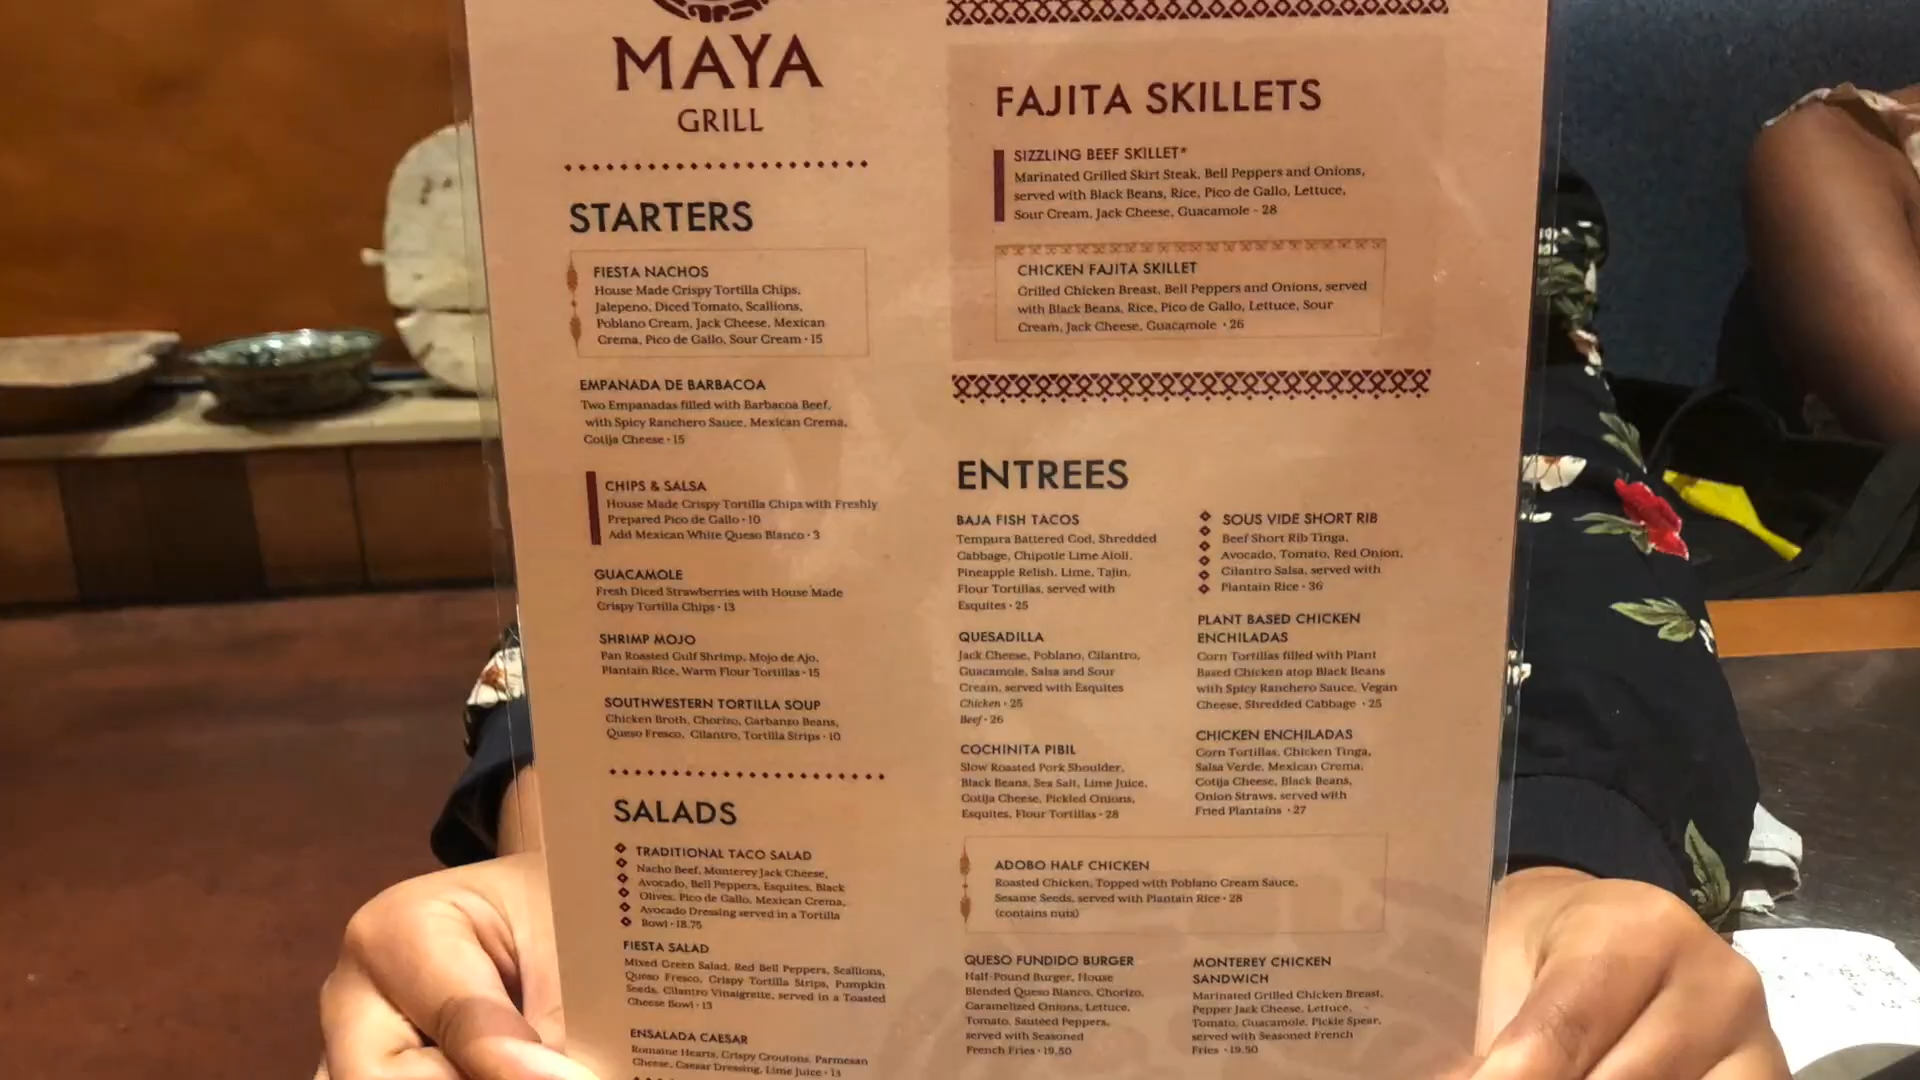 MAYA
GRILL
STARTERS
FIESTA NACHOS
House Made Crispy Tortilla Chips,
Jalepeno, Diced Tomato, Scallions,
Poblano Cream, Jack Cheese, Mexican
Crema, Pico de Gallo, Sour Cream • 15
EMPANADA DE BARBACOA
Two Empanadas filled with Barbacoa Beef,
with Spicy Ranchero Sauce, Mexican Crema,
Cotija Cheese • 15
CHIPS & SALSA
House Made Crispy Tortilla Chips with Freshly
Prepared Pico de Gallo • 10
Add Mexican White Queso Blanco • 3
GUACAMOLE
Fresh Diced Strawberries with House Made
Crispy Tortilla Chips • 13
SHRIMP MOJO
Pan Roasted Gulf Shrimp, Mojo de Ajo,
Plantain Rice, Warm Flour Tortillas • 15
SOUTHWESTERN TORTILLA SOUP
Chicken Broth, Chorizo, Garbanzo Beans,
Queso Fresco, Cilantro, Tortilla Strips • 10
SALADS
TRADITIONAL TACO SALAD
Nacho Beef, Monterey Jack Cheese,
Avocado, Bell Peppers, Esquites, Black
Olives, Pico de Gallo, Mexican Crema,
Avocado Dressing served in a Tortilla
Bowl • 18.75
FIESTA SALAD
Mixed Green Salad, Red Bell Peppers, Scallions,
Queso Fresco, Crispy Tortilla Strips, Pumpkin
Seeds, Cilantro Vinaigrette, served in a Toasted
Cheese Bowl • 13
ENSALADA CAESAR
Romaine Hearts, Crispy Croutons, Parmesan
Cheese, Caesar Dressing, Lime Juice • 13
FAJITA SKILLETS
SIZZLING BEEF SKILLET*
Marinated Grilled Skirt Steak, Bell Peppers and Onions,
served with Black Beans, Rice, Pico de Gallo, Lettuce,
Sour Cream, Jack Cheese, Guacamole - 28
CHICKEN FAJITA SKILLET
Grilled Chicken Breast, Bell Peppers and Onions, served
with Black Beans, Rice, Pico de Gallo, Lettuce, Sour
Cream, Jack Cheese, Guacamole • 26
ENTREES
BAJA FISH TACOS
Tempura Battered Cod, Shredded
Cabbage, Chipotle Lime Aioli,
Pineapple Relish, Lime, Tajin,
Flour Tortillas, served with
Esquites • 25
QUESADILLA
Jack Cheese, Poblano, Cilantro,
Guacamole, Salsa and Sour
Cream, served with Esquites
Chicken • 25
Beef • 26
COCHINITA PIBIL
Slow Roasted Pork Shoulder,
Black Beans, Sea Salt, Lime Juice,
Cotija Cheese, Pickled Onions,
Esquites, Flour Tortillas • 28
SOUS VIDE SHORT RIB
Beef Short Rib Tinga,
Avocado, Tomato, Red Onion,
Cilantro Salsa, served with
Plantain Rice • 36
PLANT BASED CHICKEN
ENCHILADAS
Corn Tortillas filled with Plant
Based Chicken atop Black Beans
with Spicy Ranchero Sauce, Vegan
Cheese, Shredded Cabbage • 25
CHICKEN ENCHILADAS
Corn Tortillas, Chicken Tinga,
Salsa Verde, Mexican Crema,
Cotija Cheese, Black Beans,
Onion Straws, served with
Fried Plantains • 27
ADOBO HALF CHICKEN
Roasted Chicken, Topped with Poblano Cream Sauce,
Sesame Seeds, served with Plantain Rice • 28
(contains nuts)
QUESO FUNDIDO BURGER
Half-Pound Burger, House
Blended Queso Blanco, Chorizo,
Caramelized Onions, Lettuce,
Tomato, Sautéed Peppers,
served with Seasoned
French Fries • 19.50
MONTEREY CHICKEN
SANDWICH
Marinated Grilled Chicken Breast,
Pepper Jack Cheese, Lettuce,
Tomato, Guacamole, Pickle Spear,
served with Seasoned French
Fries • 19.50